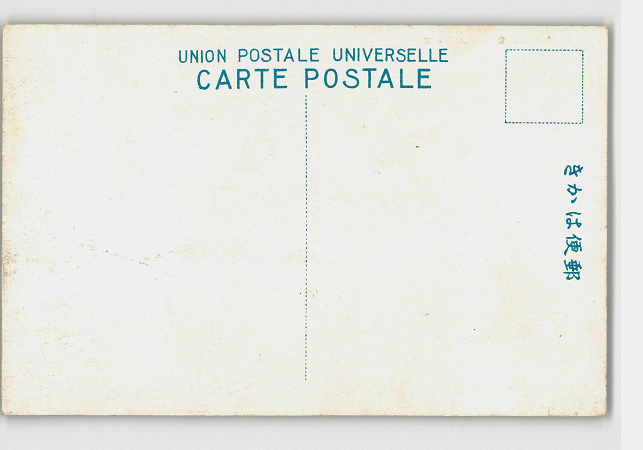 UNION POSTALE UNIVERSELLE
CARTE POSTALE
郵便はかき